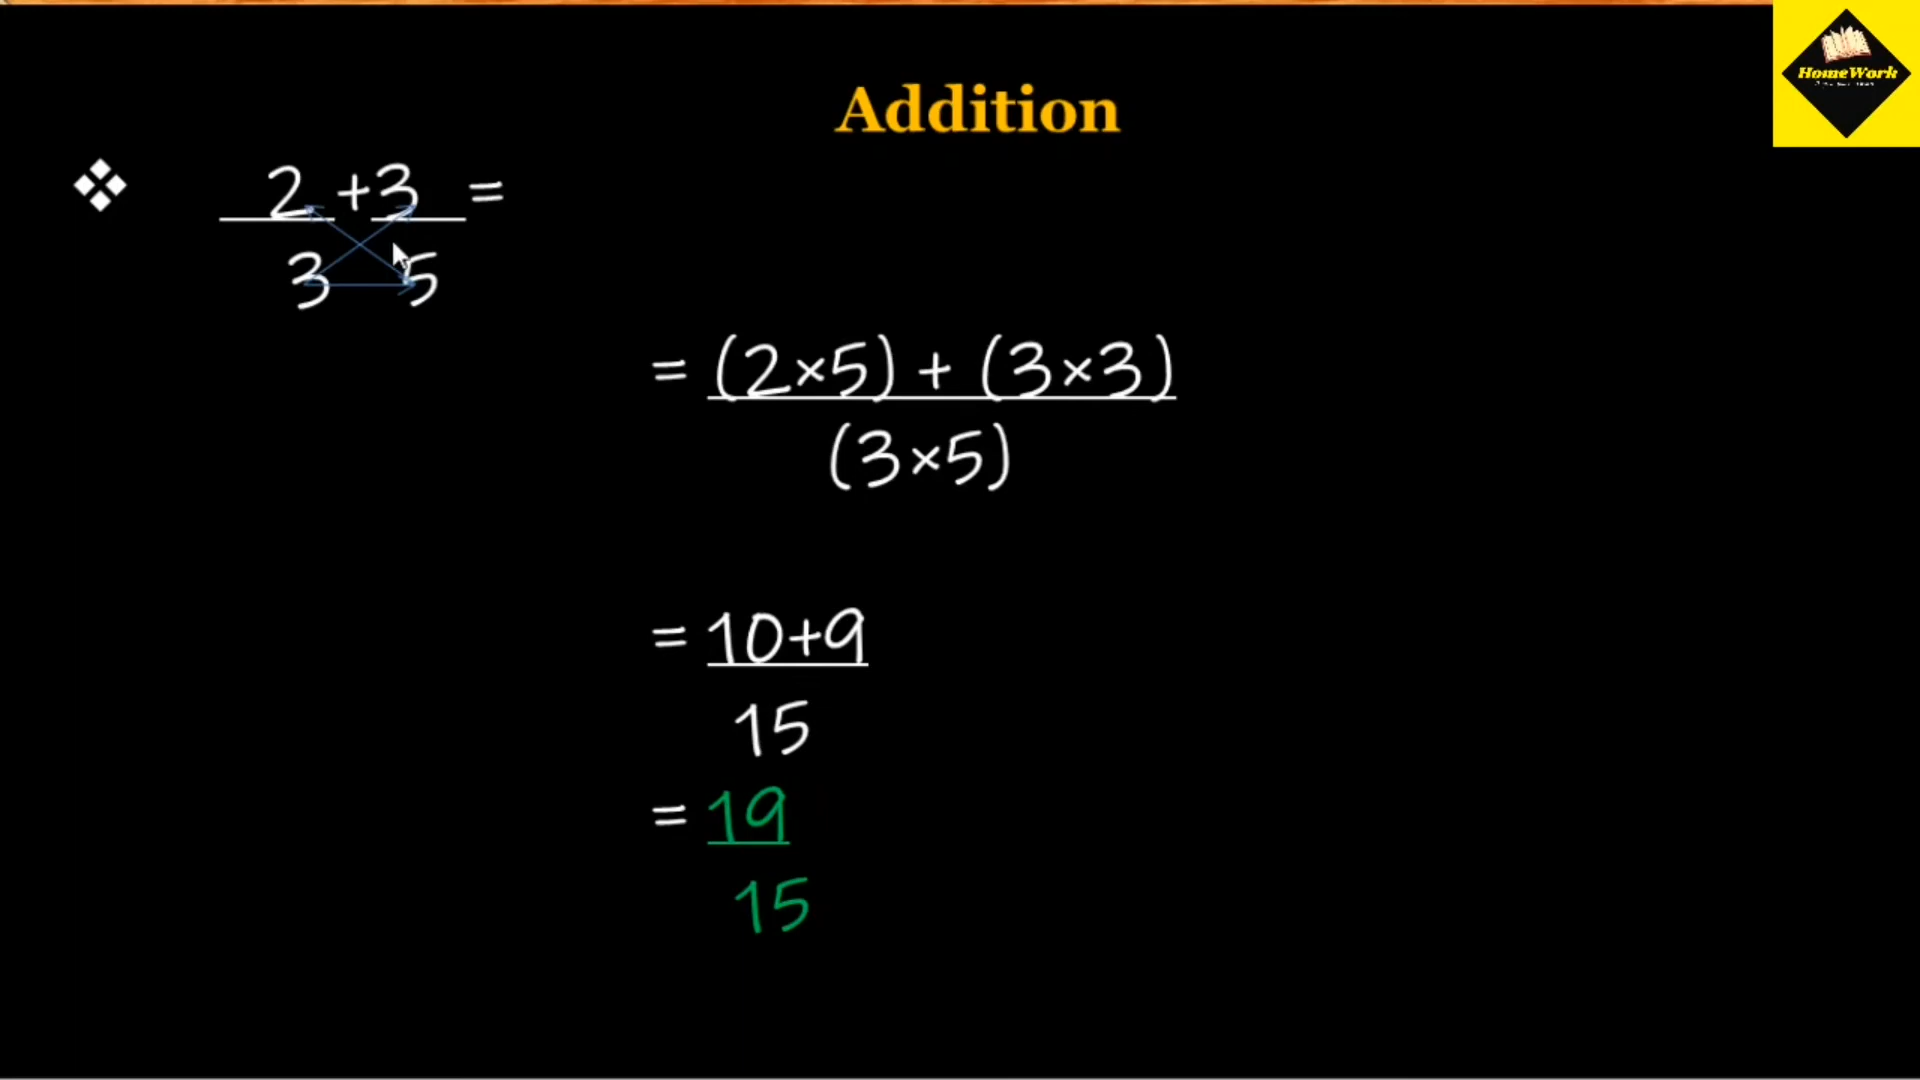 HomeWork
Addition
❖ 2 +3 =
3 5
= (2×5) + (3×3)
(3×5)
= 10+9
15
= 19
15